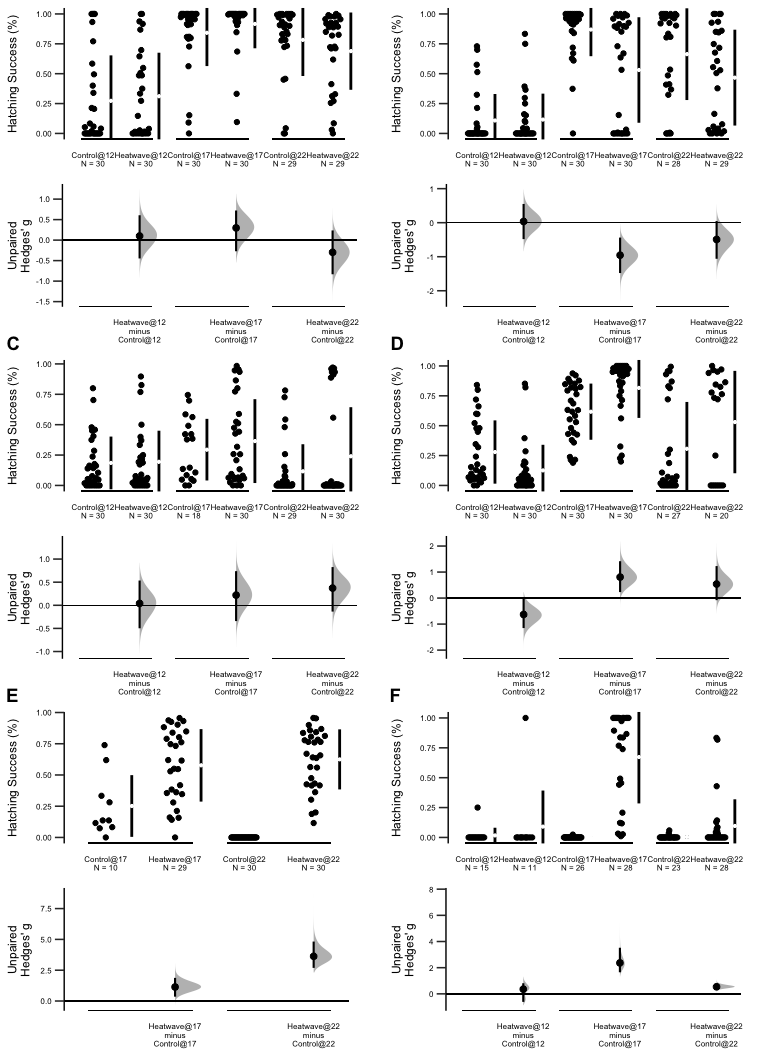 Hatching Success (%)
1.00
0.75
0.50
0.25
0.00
Control@12 Heatwave@12 Control@17 Heatwave@17 Control@22 Heatwave@22
N = 30 N = 30 N = 30 N = 30 N = 29 N = 29
Unpaired
Hedges' g
1.0
0.5
0.0
-0.5
-1.0
-1.5
Heatwave@12 minus Control@12
Heatwave@17 minus Control@17
Heatwave@22 minus Control@22
Hatching Success (%)
1.00
0.75
0.50
0.25
0.00
Control@12 Heatwave@12 Control@17 Heatwave@17 Control@22 Heatwave@22
N = 30 N = 30 N = 30 N = 30 N = 28 N = 29
Unpaired
Hedges' g
1
0
-1
-2
Heatwave@12 minus Control@12
Heatwave@17 minus Control@17
Heatwave@22 minus Control@22
C
Hatching Success (%)
1.00
0.75
0.50
0.25
0.00
Control@12 Heatwave@12 Control@17 Heatwave@17 Control@22 Heatwave@22
N = 30 N = 30 N = 18 N = 30 N = 29 N = 30
Unpaired
Hedges' g
1.0
0.5
0.0
-0.5
-1.0
Heatwave@12 minus Control@12
Heatwave@17 minus Control@17
Heatwave@22 minus Control@22
D
Hatching Success (%)
1.00
0.75
0.50
0.25
0.00
Control@12 Heatwave@12 Control@17 Heatwave@17 Control@22 Heatwave@22
N = 30 N = 30 N = 30 N = 30 N = 27 N = 20
Unpaired
Hedges' g
2
1
0
-1
-2
Heatwave@12 minus Control@12
Heatwave@17 minus Control@17
Heatwave@22 minus Control@22
E
Hatching Success (%)
1.00
0.75
0.50
0.25
0.00
Control@17 Heatwave@17 Control@22 Heatwave@22
N = 10 N = 29 N = 30 N = 30
Unpaired
Hedges' g
7.5
5.0
2.5
0.0
Heatwave@17 minus Control@17
Heatwave@22 minus Control@22
F
Hatching Success (%)
1.00
0.75
0.50
0.25
0.00
Control@12 Heatwave@12 Control@17 Heatwave@17 Control@22 Heatwave@22
N = 15 N = 11 N = 26 N = 28 N = 23 N = 28
Unpaired
Hedges' g
8
6
4
2
0
Heatwave@12 minus Control@12
Heatwave@17 minus Control@17
Heatwave@22 minus Control@22